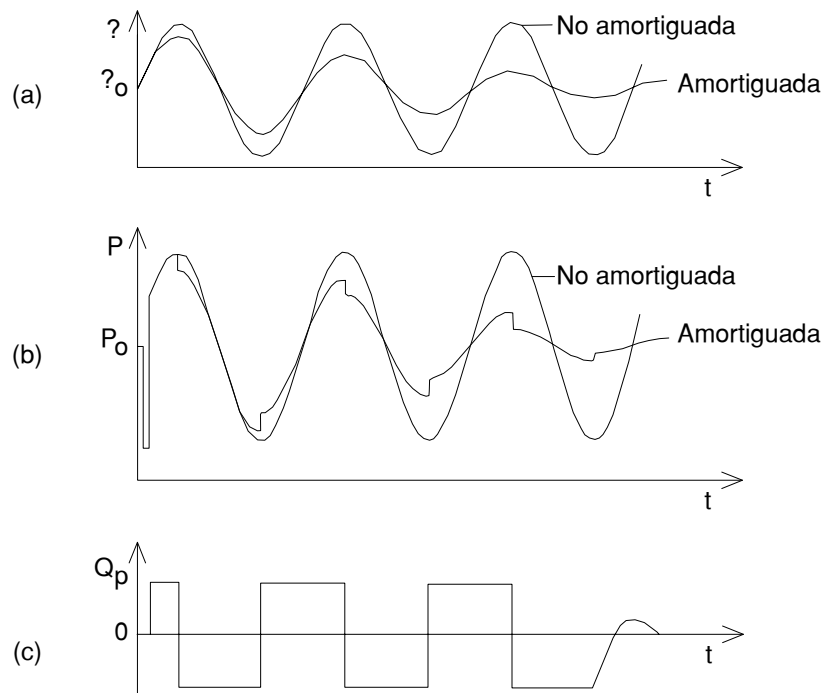 ?
No amortiguada
(a)
?o
Amortiguada
t
P
No amortiguada
(b)
Po
Amortiguada
t
Qp
0
(c)
t